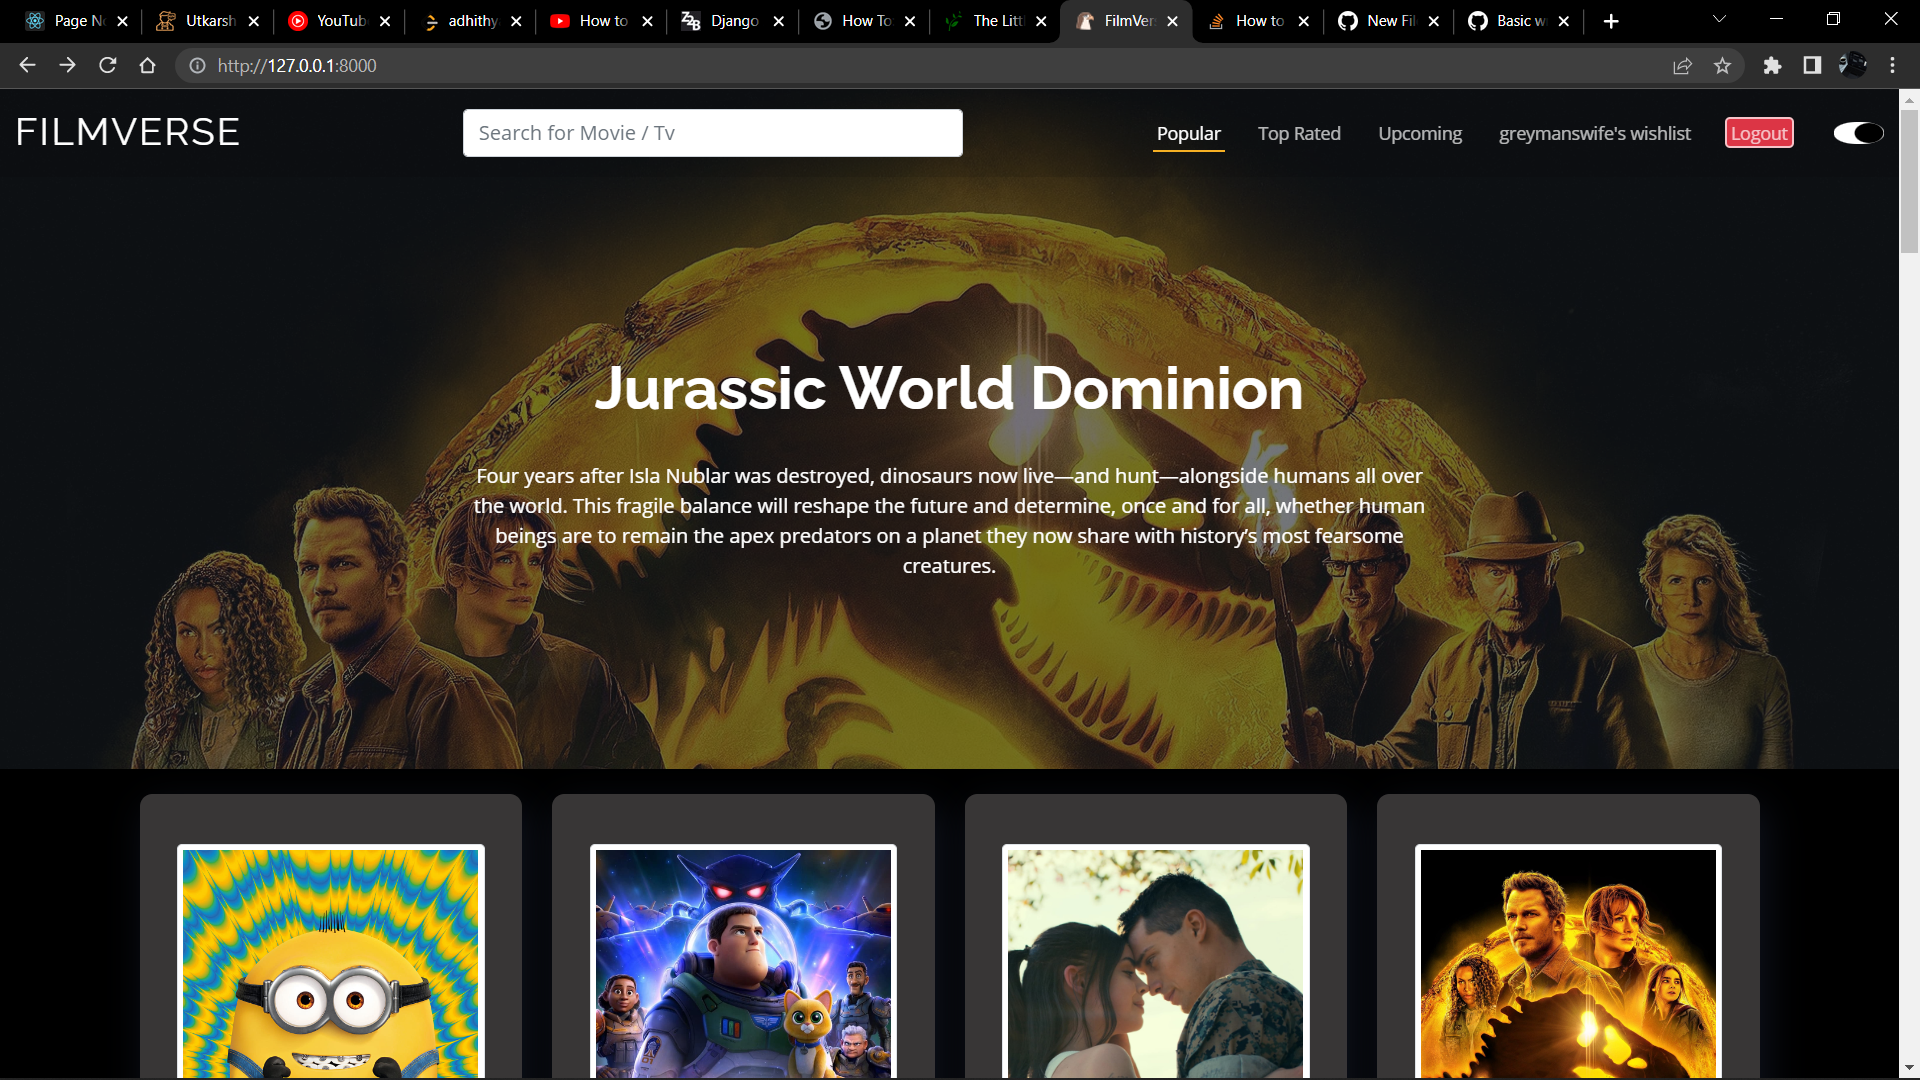 Page N
Utkarsh
YouTub
adhithy
How to
Django
How To
The Litt
FilmVer
How to
New Fil
Basic w
http://127.0.0.1:8000
FILMVERSE
Search for Movie / Tv
Popular
Top Rated
Upcoming
greymanswife's wishlist
Logout
Jurassic World Dominion
Four years after Isla Nublar was destroyed, dinosaurs now live—and hunt—alongside humans all over
the world. This fragile balance will reshape the future and determine, once and for all, whether human
beings are to remain the apex predators on a planet they now share with history’s most fearsome
creatures.